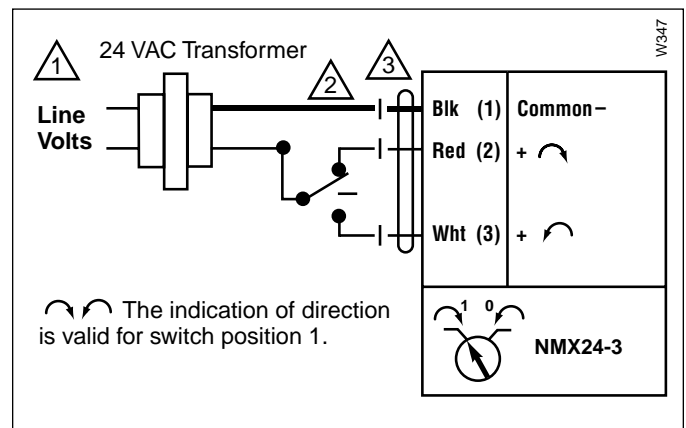 W347
1 24 VAC Transformer
2 3
Line
Volts
Blk (1) Common –
Red (2) +
Wht (3) +
The indication of direction
is valid for switch position 1.
1 0
NMX24-3